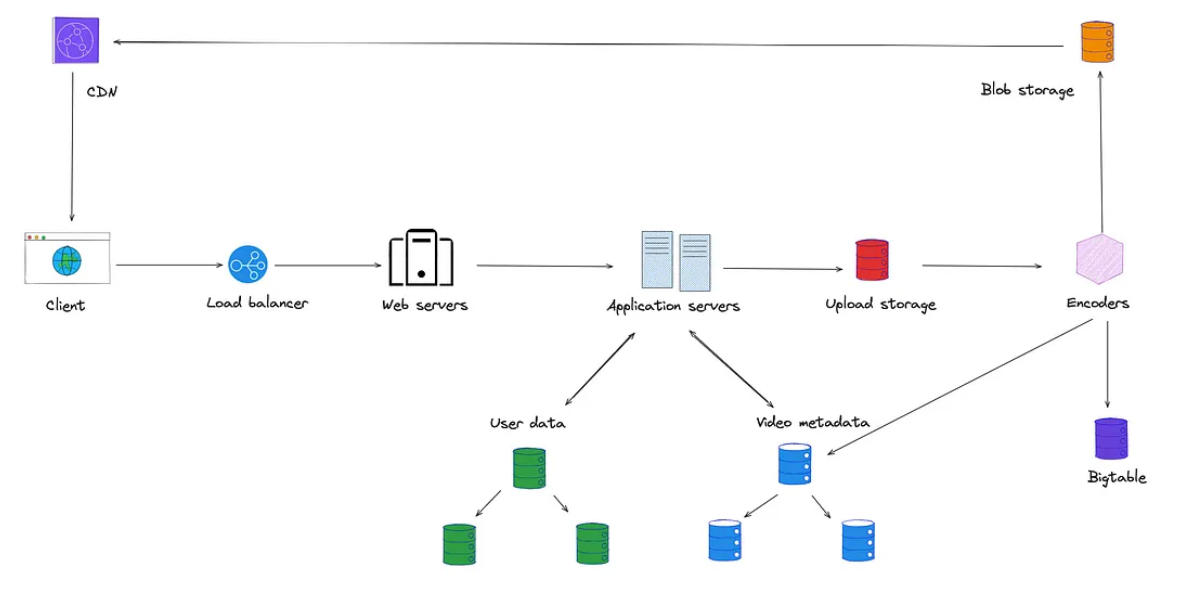 CDN
Blob storage
Client
Load balancer
Web servers
Application servers
Upload storage
Encoders
User data
Video metadata
Bigtable